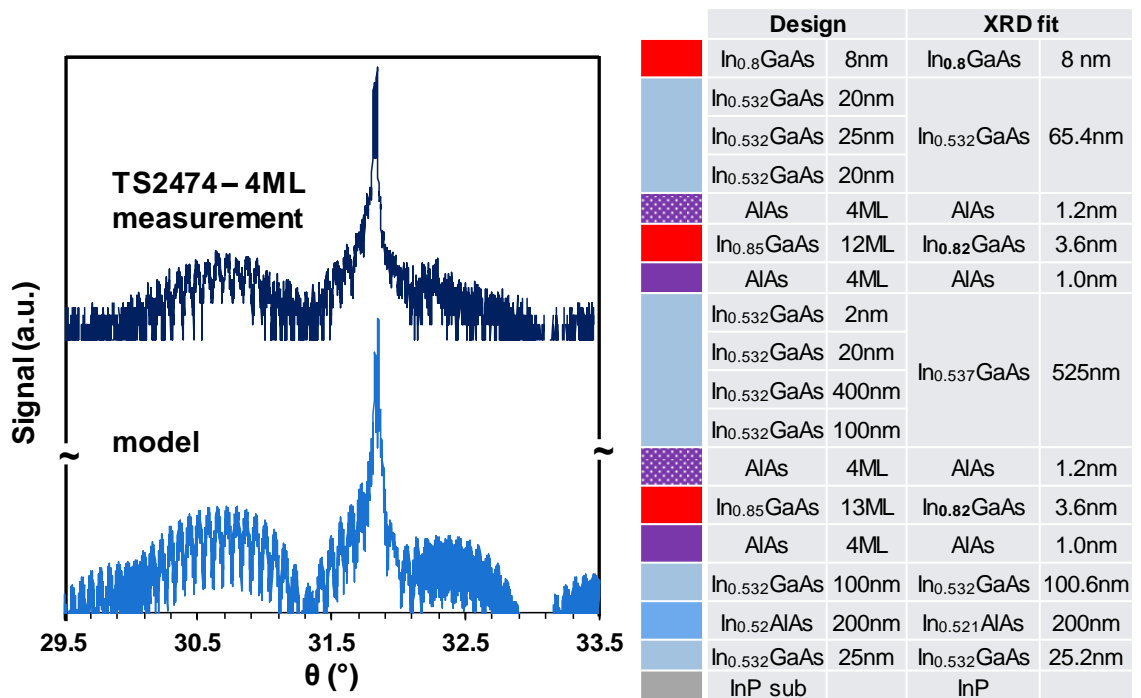 Design XRD fit
In₀.₈GaAs 8nm In₀.₈GaAs 8 nm
In₀.₅₃₂GaAs 20nm
In₀.₅₃₂GaAs 25nm In₀.₅₃₂GaAs 65.4nm
In₀.₅₃₂GaAs 20nm
AlAs 4ML AlAs 1.2nm
In₀.₈₅GaAs 12ML In₀.₈₂GaAs 3.6nm
AlAs 4ML AlAs 1.0nm
In₀.₅₃₂GaAs 2nm
In₀.₅₃₂GaAs 20nm
In₀.₅₃₇GaAs 525nm
In₀.₅₃₂GaAs 400nm
In₀.₅₃₂GaAs 100nm
AlAs 4ML AlAs 1.2nm
In₀.₈₅GaAs 13ML In₀.₈₂GaAs 3.6nm
AlAs 4ML AlAs 1.0nm
In₀.₅₃₂GaAs 100nm In₀.₅₃₂GaAs 100.6nm
In₀.₅₂AlAs 200nm In₀.₅₂₁AlAs 200nm
In₀.₅₃₂GaAs 25nm In₀.₅₃₂GaAs 25.2nm
InP sub InP
Signal (a.u.)
TS2474 – 4ML
measurement
model
~ ~
29.5 30.5 31.5 32.5 33.5
θ (°)